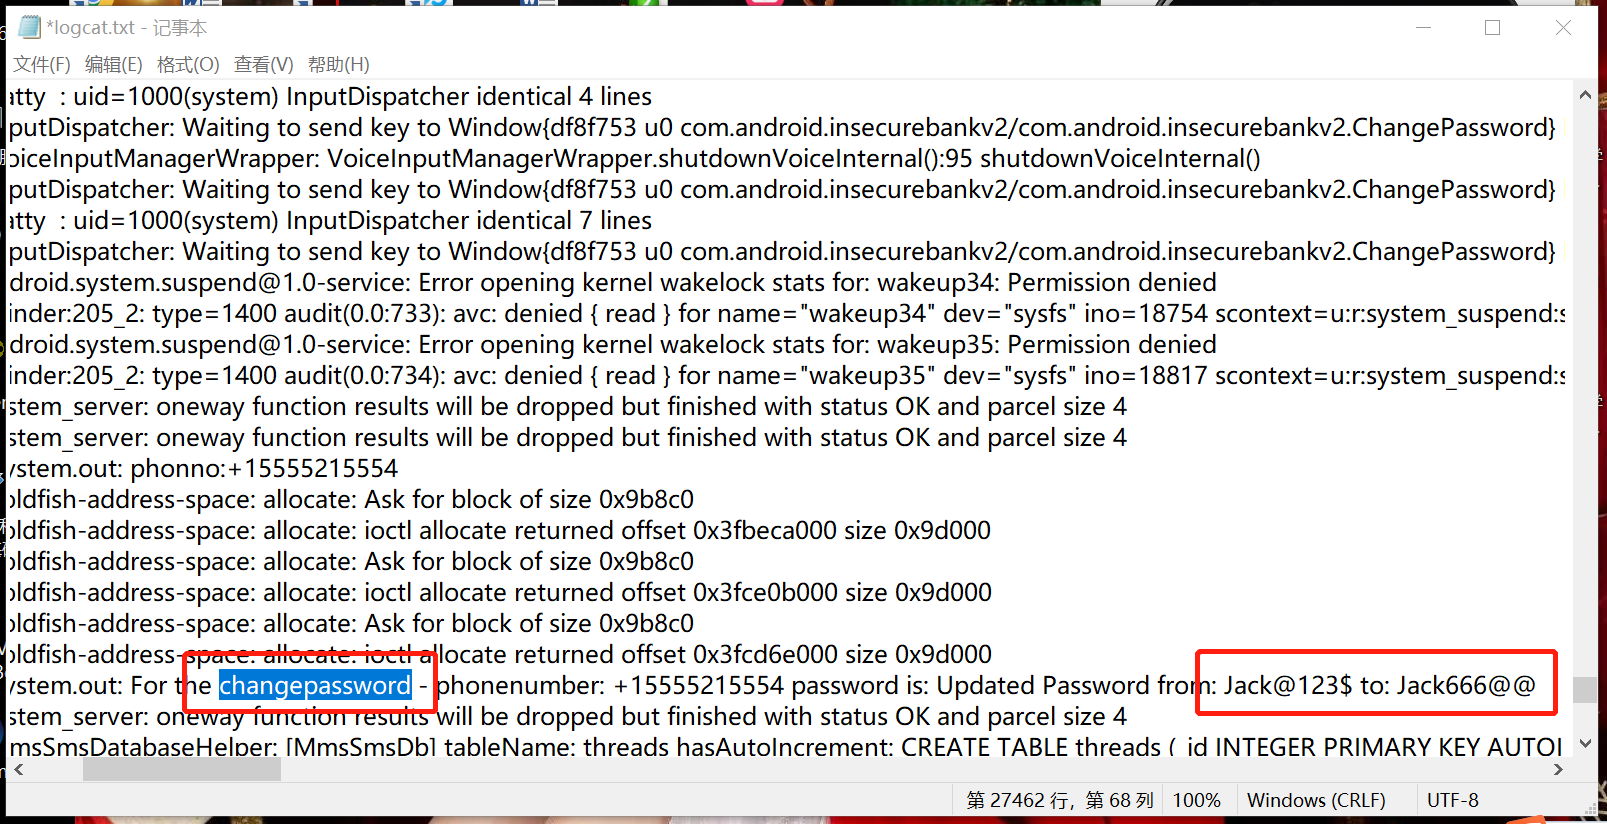 *logcat.txt - 记事本
文件(F) 编辑(E) 格式(O) 查看(V) 帮助(H)
atty : uid=1000(system) InputDispatcher identical 4 lines
putDispatcher: Waiting to send key to Window{df8f753 u0 com.android.insecurebankv2/com.android.insecurebankv2.ChangePassword}
oiceInputManagerWrapper: VoiceInputManagerWrapper.shutdownVoiceInternal():95 shutdownVoiceInternal()
putDispatcher: Waiting to send key to Window{df8f753 u0 com.android.insecurebankv2/com.android.insecurebankv2.ChangePassword}
atty : uid=1000(system) InputDispatcher identical 7 lines
putDispatcher: Waiting to send key to Window{df8f753 u0 com.android.insecurebankv2/com.android.insecurebankv2.ChangePassword}
droid.system.suspend@1.0-service: Error opening kernel wakelock stats for: wakeup34: Permission denied
inder:205_2: type=1400 audit(0.0:733): avc: denied { read } for name="wakeup34" dev="sysfs" ino=18754 scontext=u:r:system_suspend:s
droid.system.suspend@1.0-service: Error opening kernel wakelock stats for: wakeup35: Permission denied
inder:205_2: type=1400 audit(0.0:734): avc: denied { read } for name="wakeup35" dev="sysfs" ino=18817 scontext=u:r:system_suspend:s
stem_server: oneway function results will be dropped but finished with status OK and parcel size 4
stem_server: oneway function results will be dropped but finished with status OK and parcel size 4
ystem.out: phonno:+15555215554
oldfish-address-space: allocate: Ask for block of size 0x9b8c0
oldfish-address-space: allocate: ioctl allocate returned offset 0x3fbeca000 size 0x9d000
oldfish-address-space: allocate: Ask for block of size 0x9b8c0
oldfish-address-space: allocate: ioctl allocate returned offset 0x3fce0b000 size 0x9d000
oldfish-address-space: allocate: Ask for block of size 0x9b8c0
oldfish-address-space: allocate: ioctl allocate returned offset 0x3fcd6e000 size 0x9d000
ystem.out: For the changepassword - phonenumber: +15555215554 password is: Updated Password from: Jack@123$ to: Jack666@@
stem_server: oneway function results will be dropped but finished with status OK and parcel size 4
msSmsDatabaseHelper: [MmsSmsDb] tableName: threads hasAutoIncrement: CREATE TABLE threads (_id INTEGER PRIMARY KEY AUTOI
第 27462 行，第 68 列 100% Windows (CRLF) UTF-8